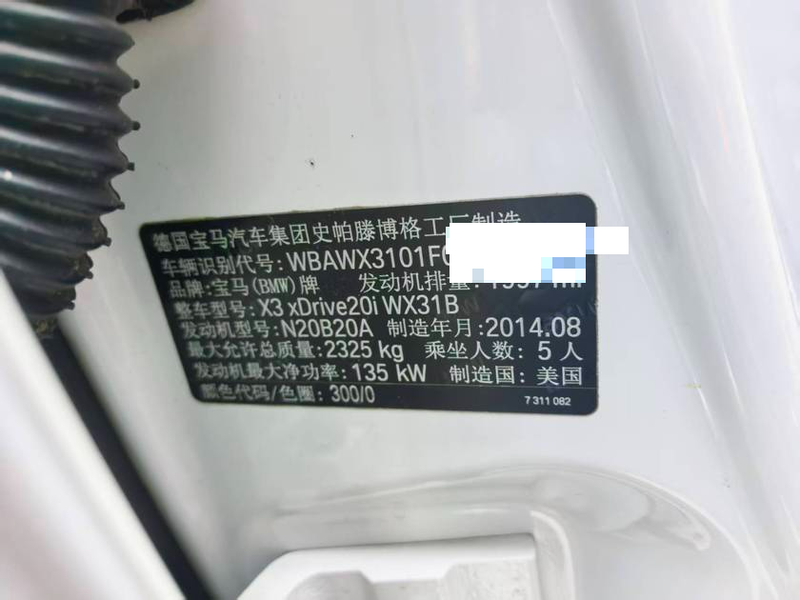 德国宝马汽车集团史帕滕博格工厂制造
车辆识别代号: WBAWX3101F
品牌: 宝马(BMW)牌 发动机排量:
整车型号: X3 xDrive20i WX31B
发动机型号: N20B20A 制造年月: 2014.08
最大允许总质量: 2325 kg 乘坐人数: 5 人
发动机最大净功率: 135 kW 制造国: 美国
颜色代码/色圈: 300/0
7 311 082